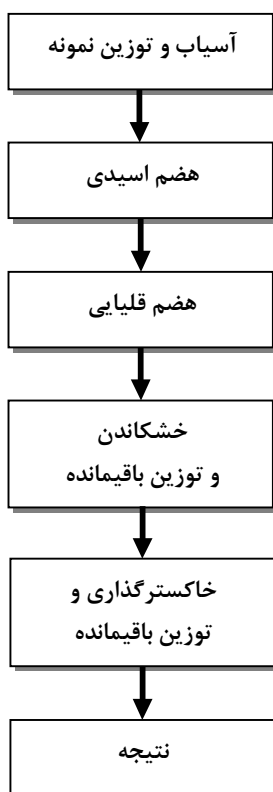 آسیاب و توزین نمونه
هضم اسیدی
هضم قلیایی
خشکاندن
و توزین باقیمانده
خاکسترگذاری و
توزین باقیمانده
نتیجه